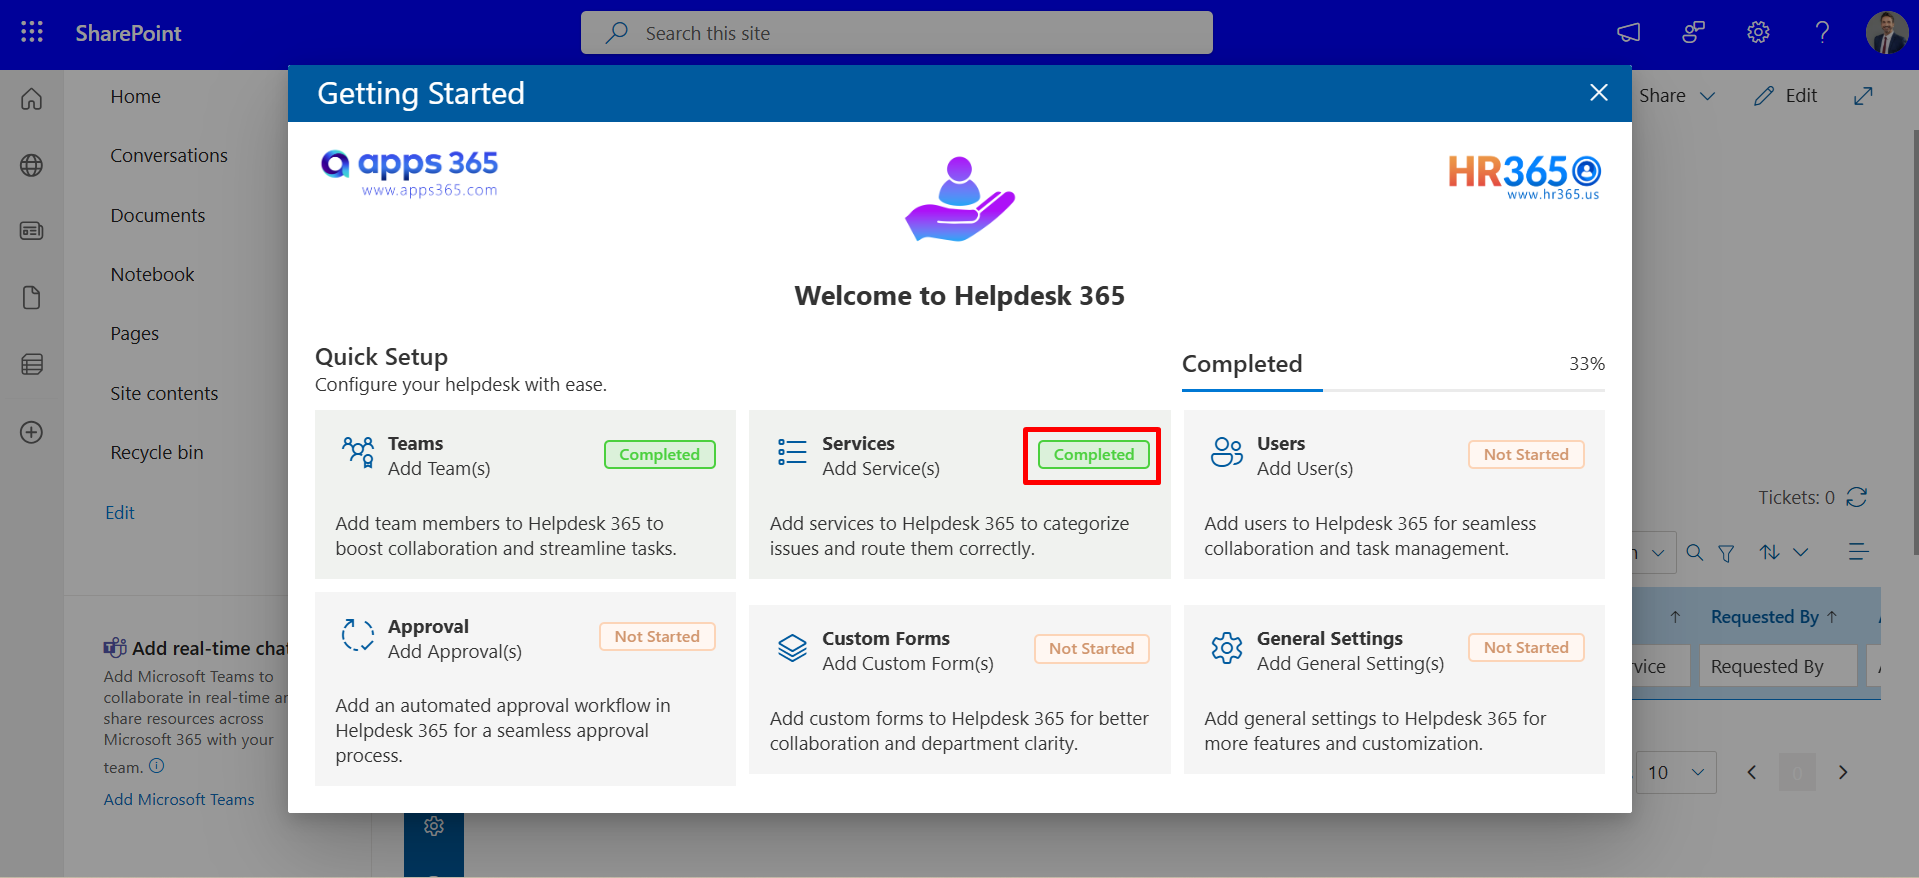 SharePoint
Search this site
Home
Conversations
Documents
Notebook
Pages
Site contents
Recycle bin
Edit
Add real-time chat
Add Microsoft Teams to
collaborate in real-time
share resources across
Microsoft 365 with your
team.
Add Microsoft Teams
Getting Started
apps 365
www.apps365.com
HR365
www.hr365.us
Welcome to Helpdesk 365
Quick Setup
Configure your helpdesk with ease.
Completed
33%
Teams
Add Team(s)
Completed
Add team members to Helpdesk 365 to
boost collaboration and streamline tasks.
Services
Add Service(s)
Completed
Add services to Helpdesk 365 to categorize
issues and route them correctly.
Users
Add User(s)
Not Started
Add users to Helpdesk 365 for seamless
collaboration and task management.
Approval
Add Approval(s)
Not Started
Add an automated approval workflow in
Helpdesk 365 for a seamless approval
process.
Custom Forms
Add Custom Form(s)
Not Started
Add custom forms to Helpdesk 365 for better
collaboration and department clarity.
General Settings
Add General Setting(s)
Not Started
Add general settings to Helpdesk 365 for
more features and customization.
Share
Edit
Tickets: 0
Requested By
Requested By
10
0